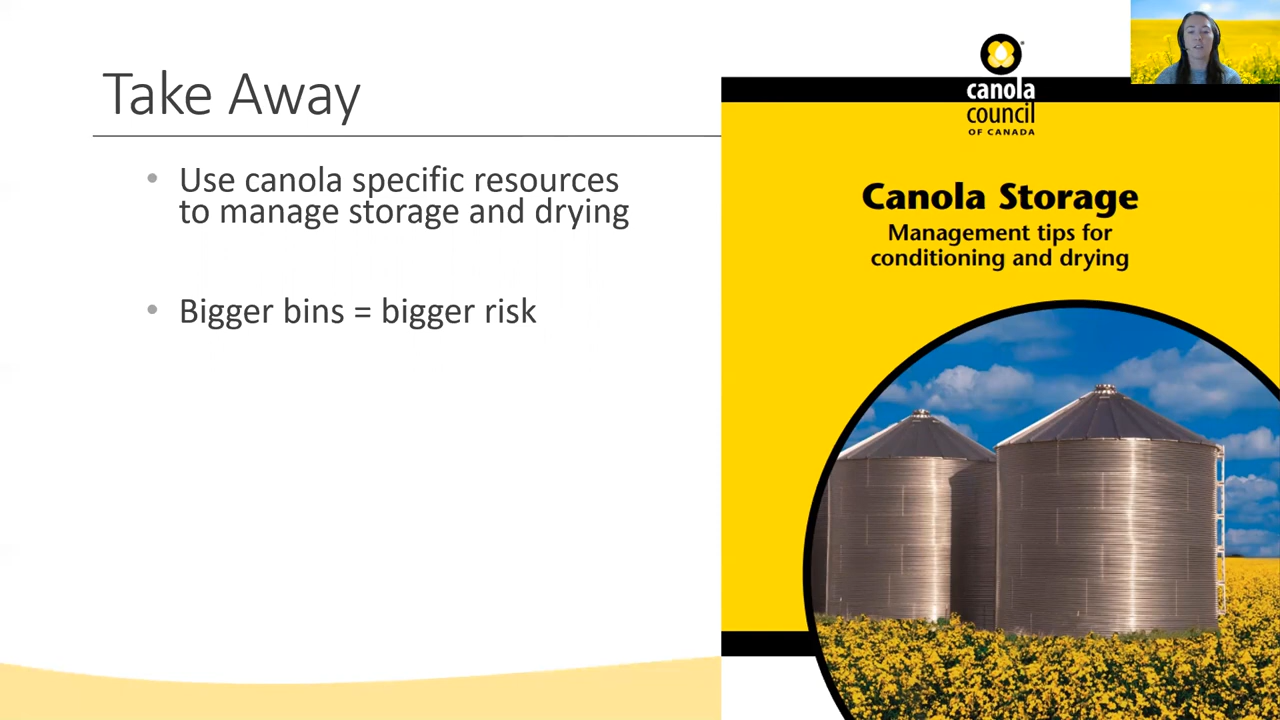 Take Away
• Use canola specific resources
to manage storage and drying
• Bigger bins = bigger risk
canola
council
OF CANADA
Canola Storage
Management tips for
conditioning and drying